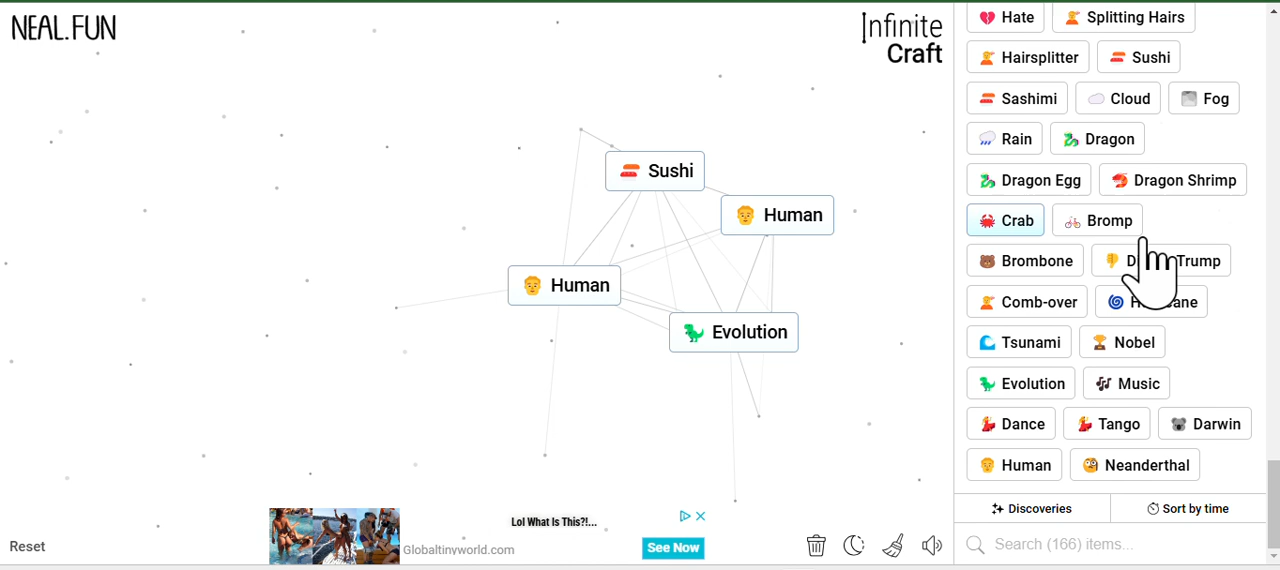 NEAL.FUN
Infinite
Craft
Sushi
Human
Human
Evolution
Hate
Splitting Hairs
Hairsplitter
Sushi
Sashimi
Cloud
Fog
Rain
Dragon
Dragon Egg
Dragon Shrimp
Crab
Bromp
Brombone
Trump
Comb-over
Tsunami
Nobel
Evolution
Music
Dance
Tango
Darwin
Human
Neanderthal
Discoveries
Sort by time
Search (166) items...
Reset
Lol What Is This?!...
Globaltinyworld.com
See Now